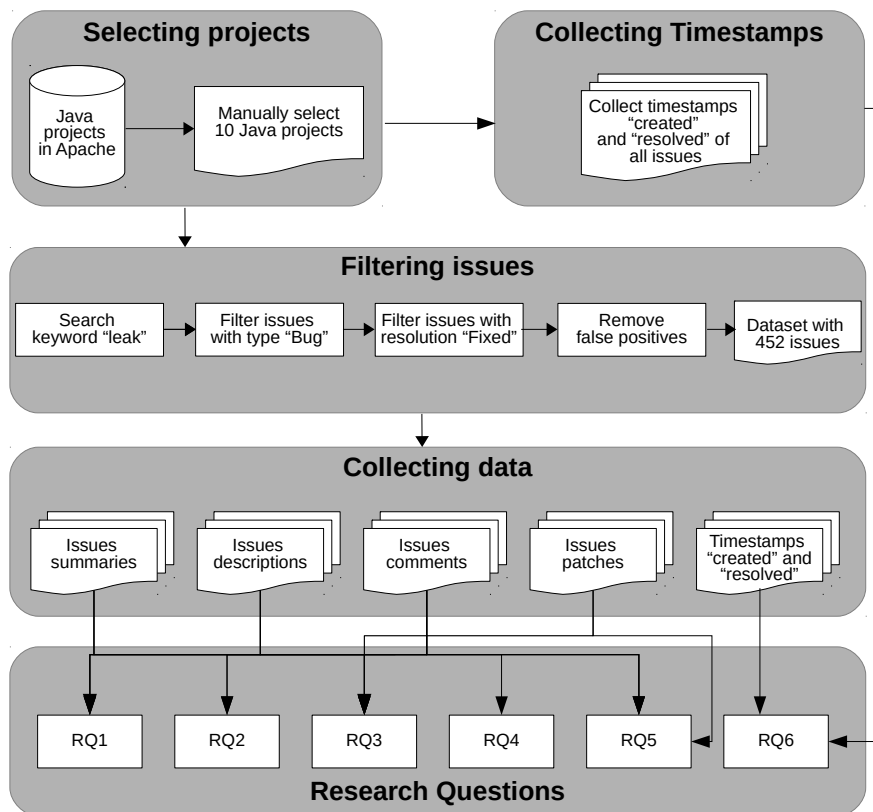 Selecting projects
Java
projects
in Apache
Manually select
10 Java projects
Collecting Timestamps
Collect timestamps
“created”
and “resolved” of
all issues
Filtering issues
Search
keyword “leak”
Filter issues
with type “Bug”
Filter issues with
resolution “Fixed”
Remove
false positives
Dataset with
452 issues
Collecting data
Issues
summaries
Issues
descriptions
Issues
comments
Issues
patches
Timestamps
“created” and
“resolved”
RQ1
RQ2
RQ3
RQ4
RQ5
RQ6
Research Questions